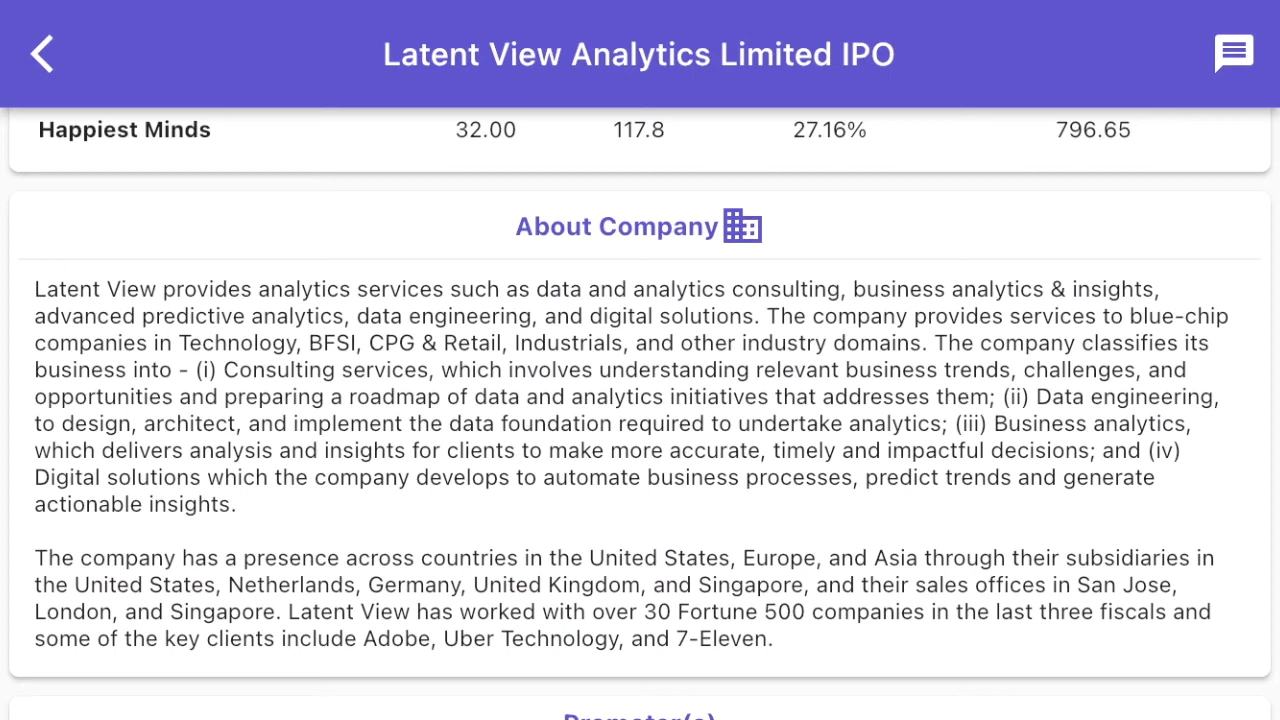 Latent View Analytics Limited IPO
Happiest Minds 32.00 117.8 27.16% 796.65
About Company
Latent View provides analytics services such as data and analytics consulting, business analytics & insights,
advanced predictive analytics, data engineering, and digital solutions. The company provides services to blue-chip
companies in Technology, BFSI, CPG & Retail, Industrials, and other industry domains. The company classifies its
business into - (i) Consulting services, which involves understanding relevant business trends, challenges, and
opportunities and preparing a roadmap of data and analytics initiatives that addresses them; (ii) Data engineering,
to design, architect, and implement the data foundation required to undertake analytics; (iii) Business analytics,
which delivers analysis and insights for clients to make more accurate, timely and impactful decisions; and (iv)
Digital solutions which the company develops to automate business processes, predict trends and generate
actionable insights.
The company has a presence across countries in the United States, Europe, and Asia through their subsidiaries in
the United States, Netherlands, Germany, United Kingdom, and Singapore, and their sales offices in San Jose,
London, and Singapore. Latent View has worked with over 30 Fortune 500 companies in the last three fiscals and
some of the key clients include Adobe, Uber Technology, and 7-Eleven.
Promoter(s)